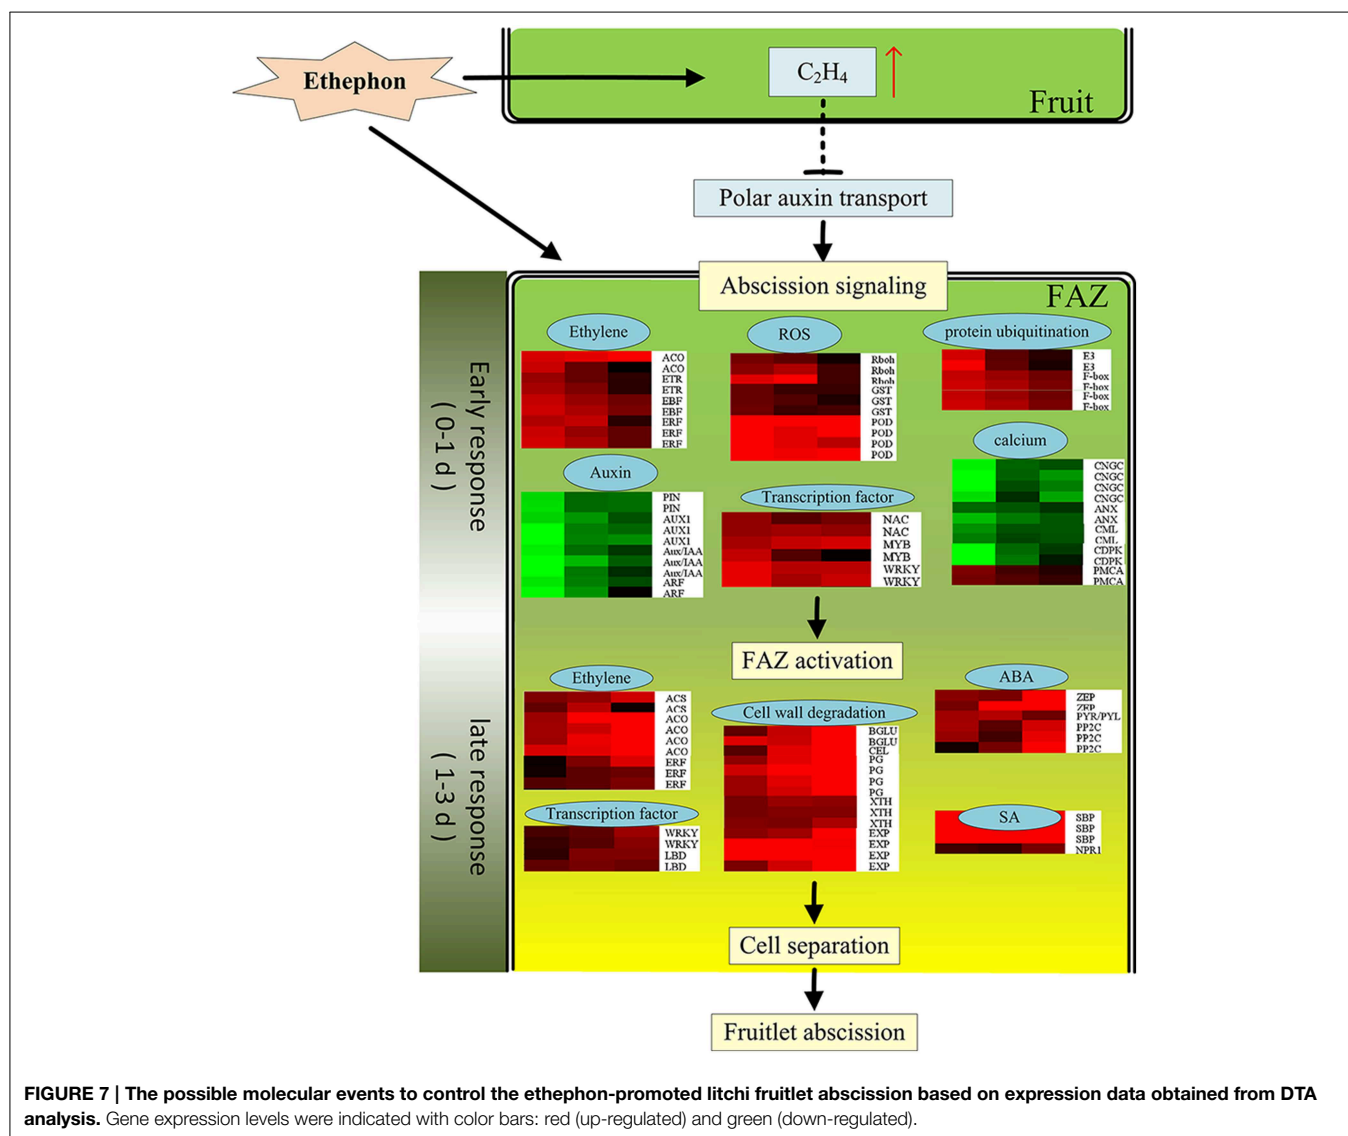 Ethephon
C2H4
Fruit
Polar auxin transport
Abscission signaling
FAZ
Early response
( 0-1 d )
late response
( 1-3 d )
Ethylene
ACO
ACO
ETR
ETR
EBF
EBF
ERF
ERF
ERF
ROS
Rboh
Rboh
Rboh
GST
GST
GST
POD
POD
POD
POD
protein ubiquitination
E3
E3
F-box
F-box
F-box
F-box
Auxin
PIN
PIN
AUX1
AUX1
AUX1
Aux/IAA
Aux/IAA
Aux/IAA
ARF
ARF
Transcription factor
NAC
NAC
MYB
MYB
WRKY
WRKY
calcium
CNGC
CNGC
CNGC
CNGC
ANX
ANX
CML
CML
CDPK
CDPK
PMCA
PMCA
FAZ activation
Ethylene
ACS
ACS
ACO
ACO
ACO
ACO
ERF
ERF
ERF
Cell wall degradation
BGLU
BGLU
CEL
PG
PG
PG
PG
XTH
XTH
XTH
EXP
EXP
EXP
EXP
ABA
ZEP
ZEP
PYR/PYL
PP2C
PP2C
PP2C
Transcription factor
WRKY
WRKY
LBD
LBD
SA
SBP
SBP
SBP
NPR1
Cell separation
Fruitlet abscission
FIGURE 7 | The possible molecular events to control the ethephon-promoted litchi fruitlet abscission based on expression data obtained from DTA
analysis. Gene expression levels were indicated with color bars: red (up-regulated) and green (down-regulated).